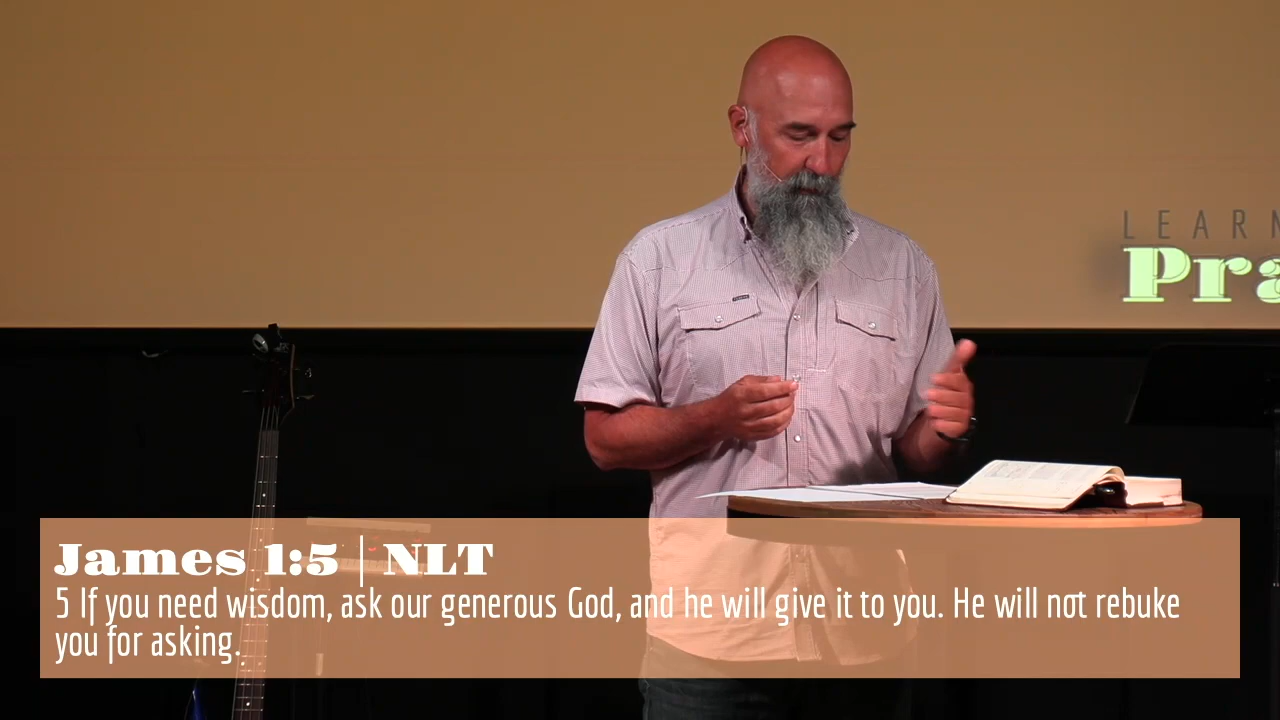 LEARN
Pra
James 1:5 | NLT
5 If you need wisdom, ask our generous God, and he will give it to you. He will not rebuke
you for asking.